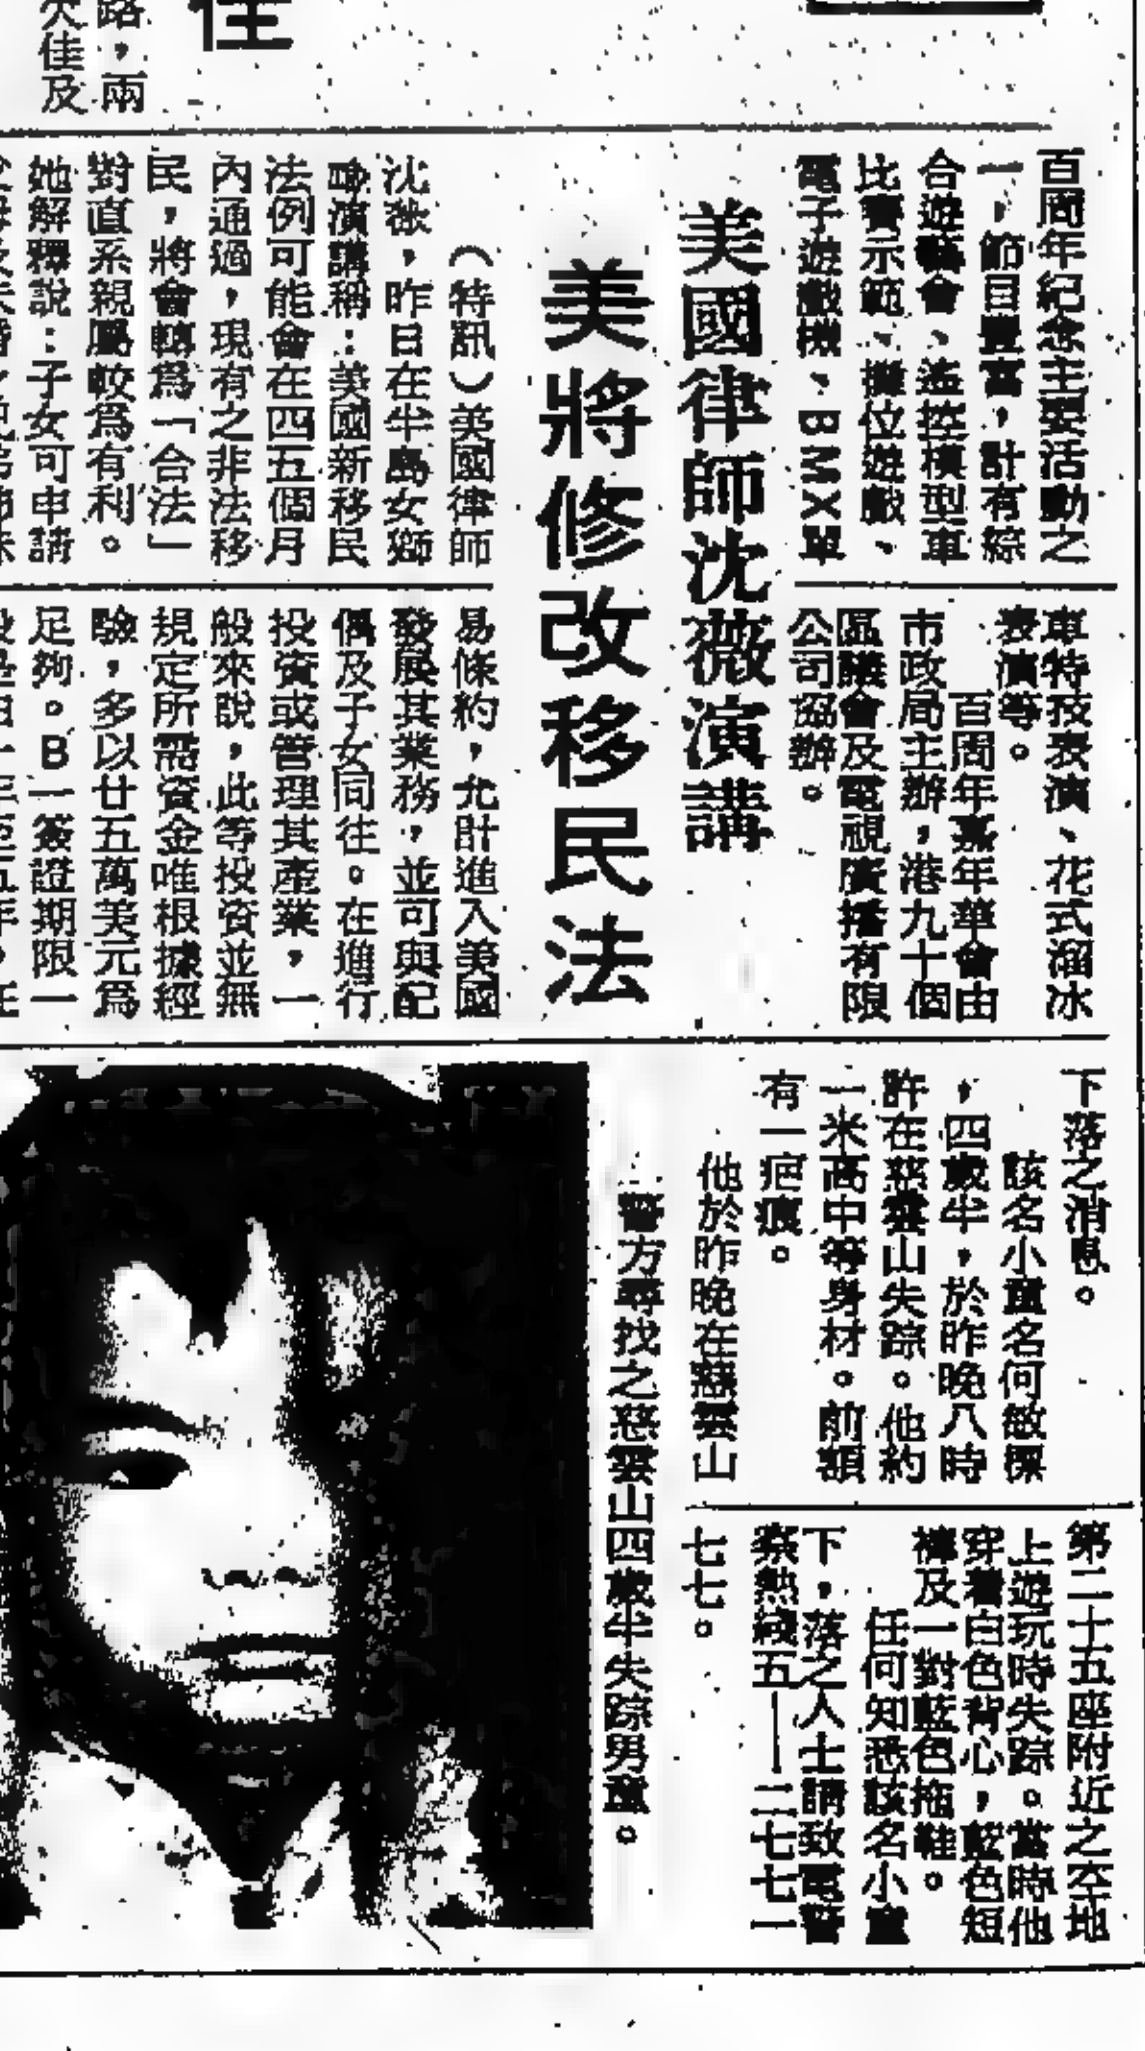 路，兩
欠佳及
佳
百周年紀念主要活動之
一，節目豐富，計有綜
合遊戲會、遙控模型車
比賽示範、攤位遊戲、
電子遊戲機、BMX單
車特技表演、花式溜冰
表演等。
百周年嘉年華會由
市政局主辦，港九十個
區議會及電視廣播有限
公司協辦。
美國律師沈薇演講
美將修改移民法
（特訊）美國律師
沈薇，昨日在半島女獅
會演講稱：美國新移民
法例可能會在四五個月
內通過，現有之非法移
民，將會轉為「合法」
對直系親屬較為有利。
她解釋說：子女可申請
易條約，允許進入美國
發展其業務，並可與配
偶及子女同往。在進行
投資或管理其產業，一
般來說，此等投資並無
規定所需資金唯根據經
驗，多以廿五萬美元為
足夠。B一簽證期限一
下落之消息。
該名小童名何敏
，四歲半，於昨晚八時
許在慈雲山失踪。他約
一米高中等身材。前額
有一疤痕。
他於昨晚在慈雲山
第二十五座附近之空地
上遊玩時失踪。當時他
穿着白色背心，藍色短
褲及一對藍色拖鞋。
任何知悉該名小童
下，落之人士請致電警
察熱綫五——二七七一
七七。
警方尋找之慈雲山四歲半失踪男童。